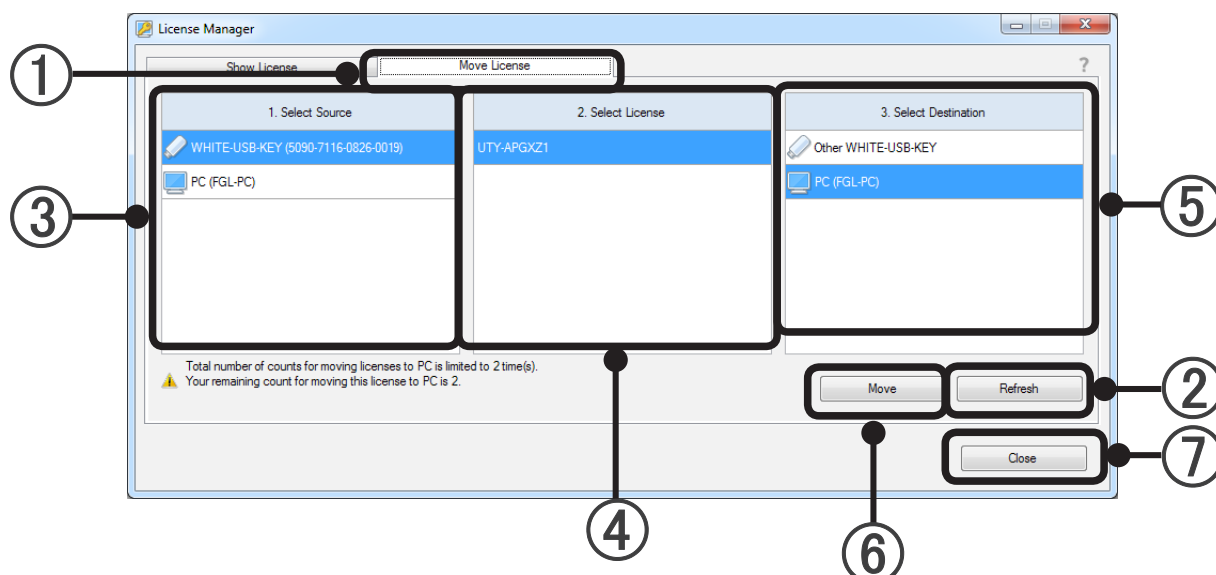 License Manager
Show License
Move License
?
①
1. Select Source
2. Select License
3. Select Destination
WHITE-USB-KEY (5090-7116-0826-0019)
UTY-APGXZ1
Other WHITE-USB-KEY
PC (FGL-PC)
PC (FGL-PC)
③
⑤
Total number of counts for moving licenses to PC is limited to 2 time(s).
Your remaining count for moving this license to PC is 2.
Move
Refresh
②
Close
⑦
④
⑥